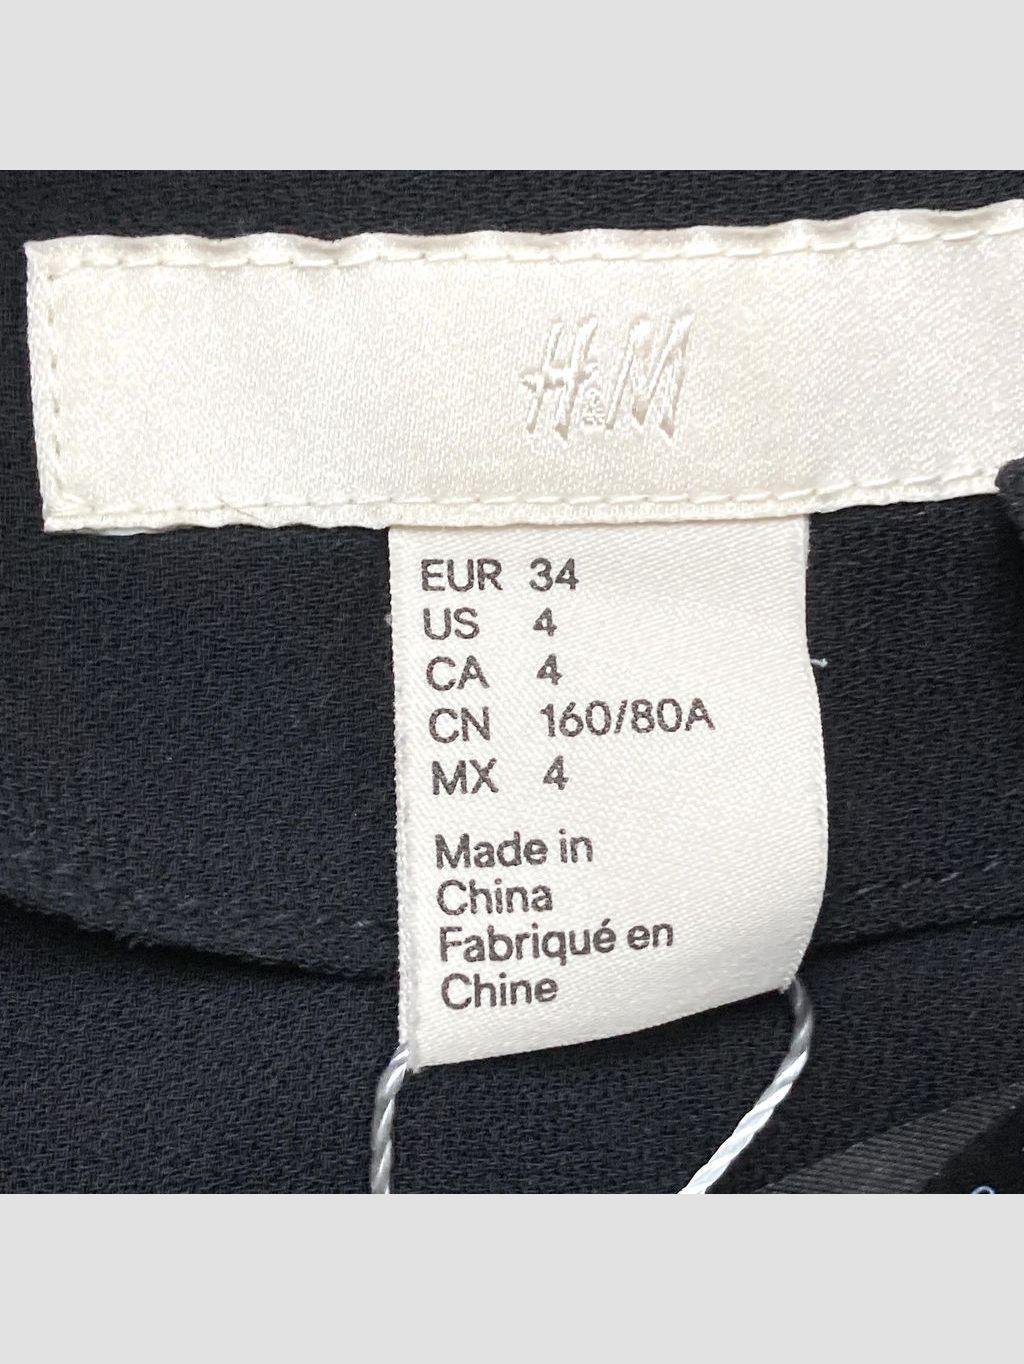 H&M
EUR 34
US 4
CA 4
CN 160/80A
MX 4
Made in
China
Fabriqué en
Chine